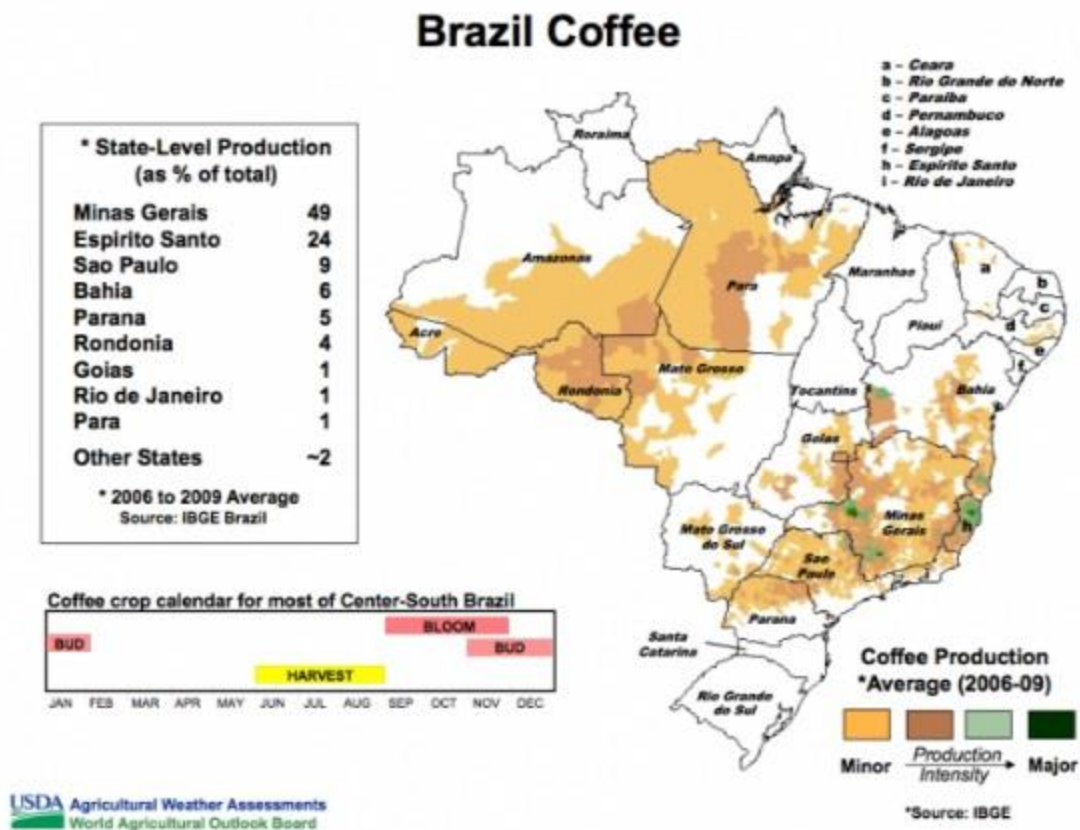 Brazil Coffee
a - Ceara
b - Rio Grande do Norte
c - Paraiba
d - Pernambuco
e - Alagoas
f - Sergipe
h - Espirito Santo
i - Rio de Janeiro
* State-Level Production
(as % of total)
Minas Gerais 49
Espirito Santo 24
Sao Paulo 9
Bahia 6
Parana 5
Rondonia 4
Goias 1
Rio de Janeiro 1
Para 1
Other States ~2
* 2006 to 2009 Average
Source: IBGE Brazil
Roraima
Amapa
Amazonas
Para
Maranhao
a
b
c
d
e
f
Piaui
Acre
Rondonia
Mato Grosso
Tocantins
Bahia
Goias
Minas
Gerais
h
i
Mato Grosso
do Sul
Sao
Paulo
Parana
Santa
Catarina
Rio Grande
do Sul
Coffee crop calendar for most of Center-South Brazil
BLOOM
BUD
BUD
HARVEST
JAN FEB MAR APR MAY JUN JUL AUG SEP OCT NOV DEC
Coffee Production
*Average (2006-09)
Minor Production Intensity Major
*Source: IBGE
USDA Agricultural Weather Assessments
World Agricultural Outlook Board